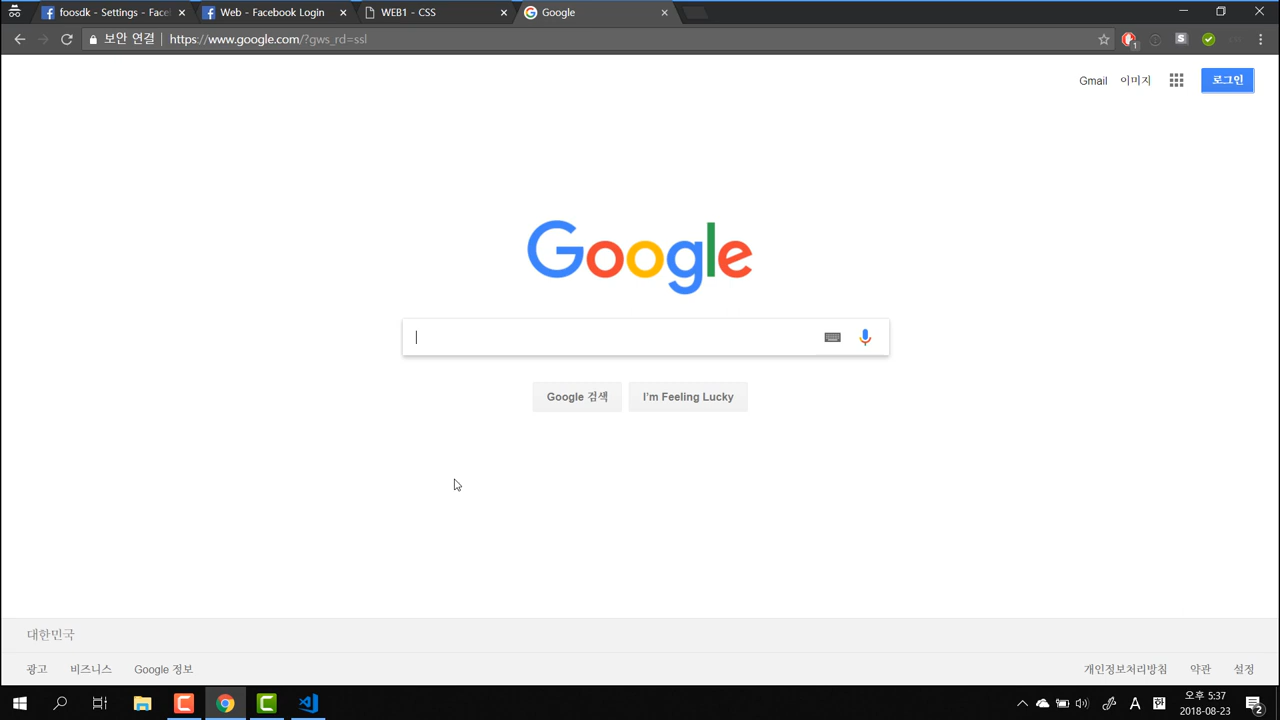 foosdk - Settings - Face
Web - Facebook Login
WEB1 - CSS
Google
보안 연결
https://www.google.com/?gws_rd=ssl
1
S
Gmail 이미지
로그인
Google
Google 검색
I'm Feeling Lucky
대한민국
광고 비즈니스 Google 정보
개인정보처리방침 약관 설정
A 한
오후 5:37
2018-08-23
2